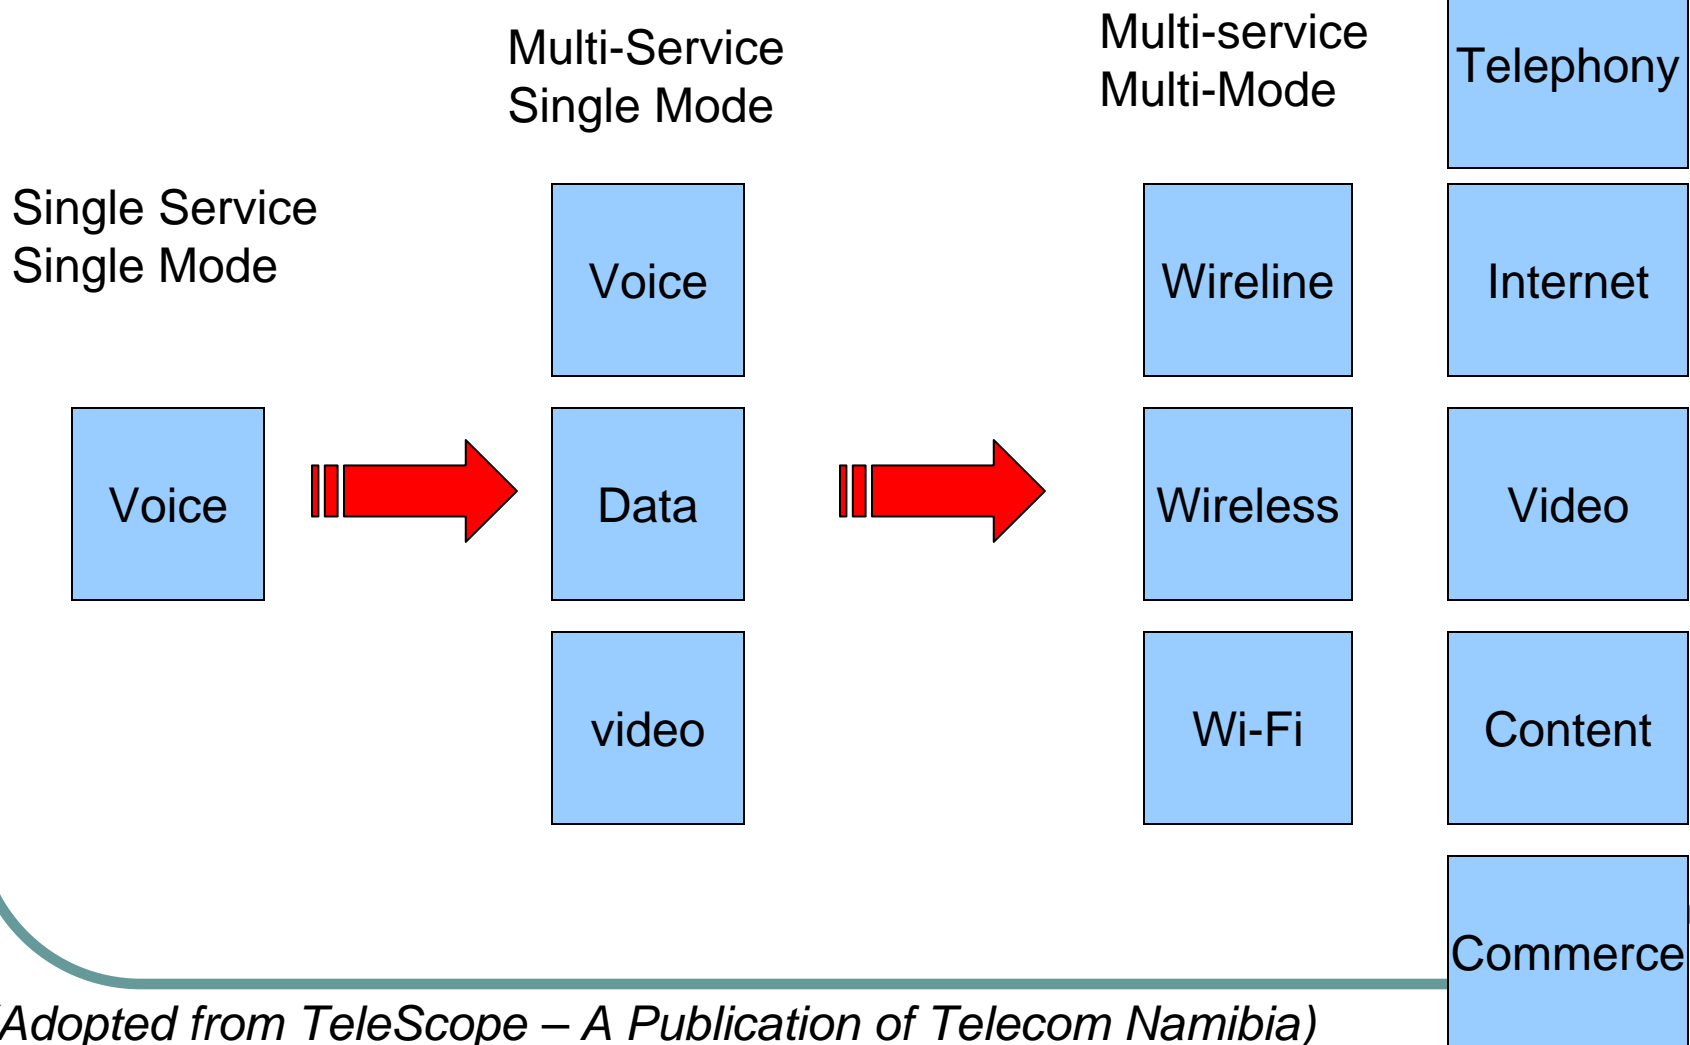 Single Service
Single Mode
Voice
Multi-Service
Single Mode
Voice
Data
video
Multi-service
Multi-Mode
Wireline
Wireless
Wi-Fi
Telephony
Internet
Video
Content
Commerce
(Adopted from TeleScope – A Publication of Telecom Namibia)